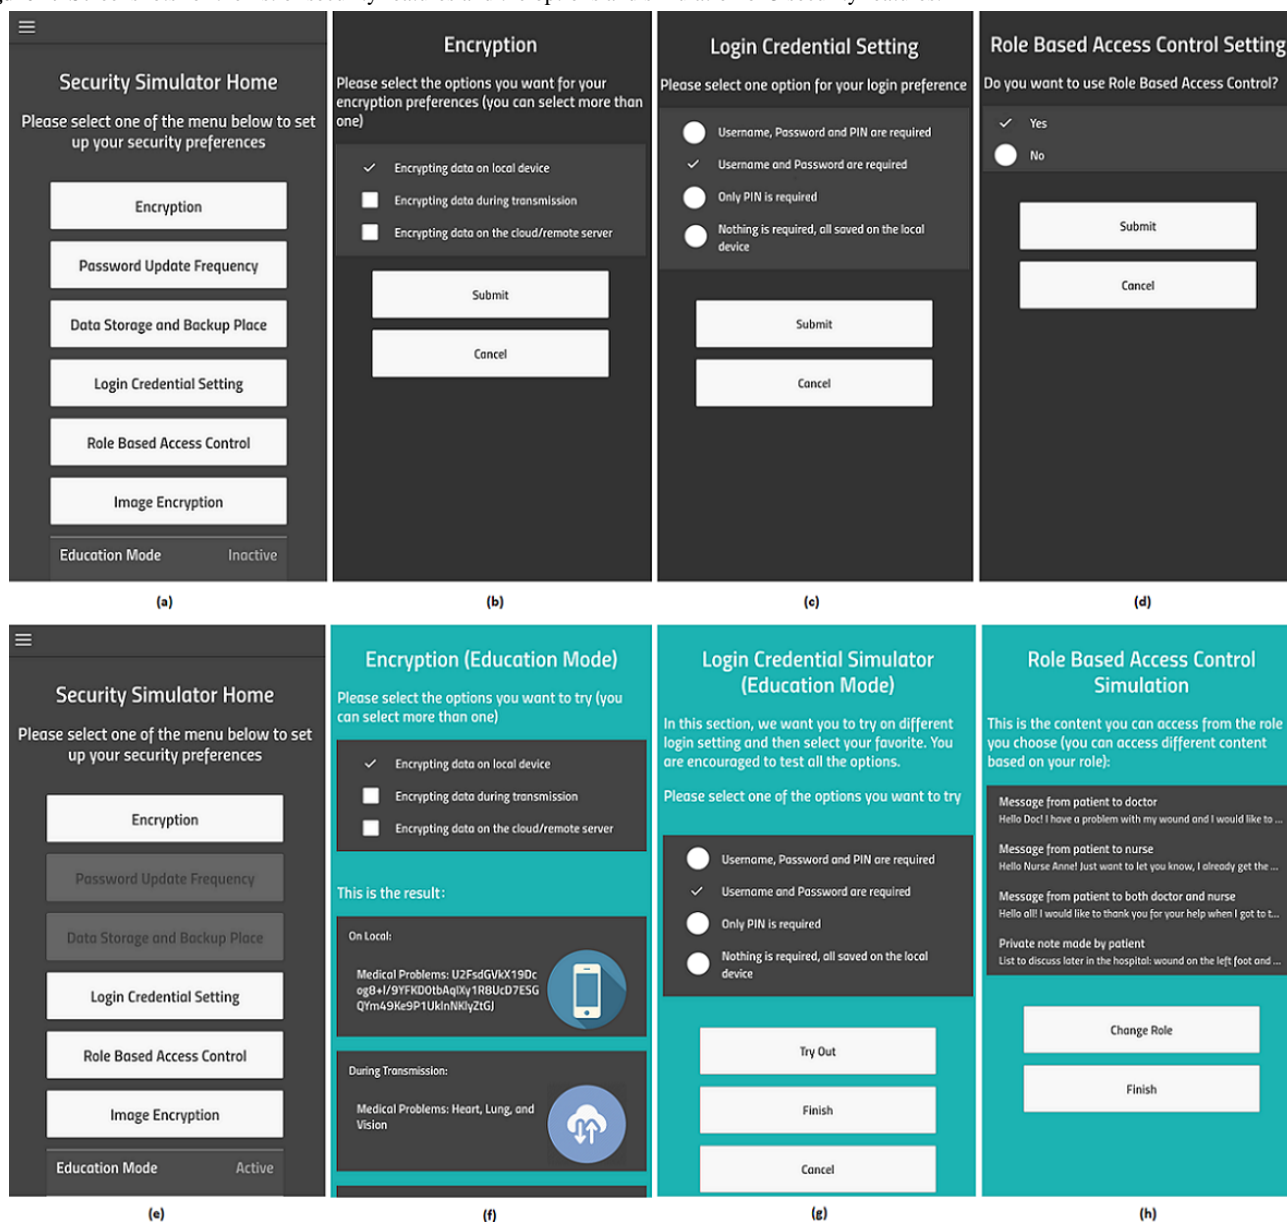 Security Simulator Home
Please select one of the menu below to set
up your security preferences
Encryption
Password Update Frequency
Data Storage and Backup Place
Login Credential Setting
Role Based Access Control
Image Encryption
Education Mode Inactive
(a)
Encryption
Please select the options you want for your
encryption preferences (you can select more than
one)
Encrypting data on local device
Encrypting data during transmission
Encrypting data on the cloud/remote server
Submit
Cancel
(b)
Login Credential Setting
Please select one option for your login preference
Username, Password and PIN are required
Username and Password are required
Only PIN is required
Nothing is required, all saved on the local
device
Submit
Cancel
(c)
Role Based Access Control Setting
Do you want to use Role Based Access Control?
Yes
No
Submit
Cancel
(d)
Security Simulator Home
Please select one of the menu below to set
up your security preferences
Encryption
Password Update Frequency
Data Storage and Backup Place
Login Credential Setting
Role Based Access Control
Image Encryption
Education Mode Active
(e)
Encryption (Education Mode)
Please select the options you want to try (you
can select more than one)
Encrypting data on local device
Encrypting data during transmission
Encrypting data on the cloud/remote server
This is the result:
On Local:
Medical Problems:
During Transmission:
Medical Problems: Heart, Lung, and
Vision
(f)
Login Credential Simulator
(Education Mode)
In this section, we want you to try on different
login setting and then select your favorite. You
are encouraged to test all the options.
Please select one of the options you want to try
Username, Password and PIN are required
Username and Password are required
Only PIN is required
Nothing is required, all saved on the local
device
Try Out
Finish
Cancel
(g)
Role Based Access Control
Simulation
This is the content you can access from the role
you choose (you can access different content
based on your role):
Message from patient to doctor
Hello Doc! I have a problem with my wound and I would like to ...
Message from patient to nurse
Hello Nurse Anne! Just want to let you know, I already get the ...
Message from patient to both doctor and nurse
Hello all! I would like to thank you for your help when I got to t...
Private note made by patient
List to discuss later in the hospital: wound on the left foot and ...
Change Role
Finish
(h)